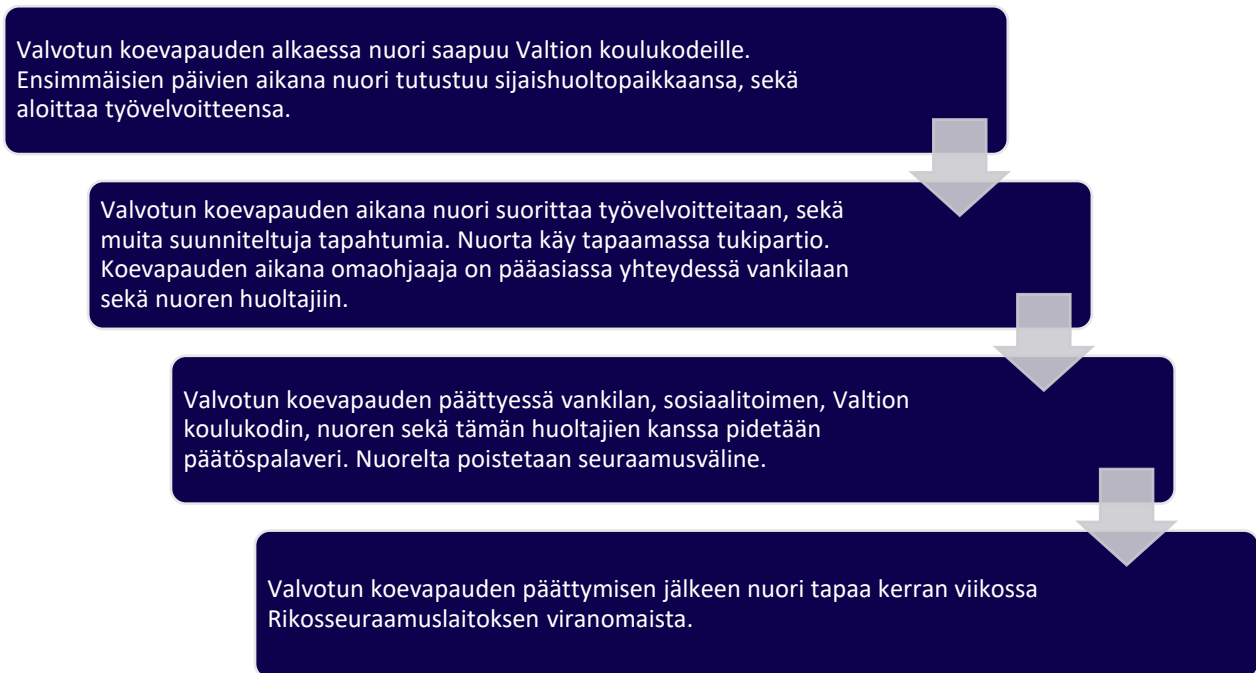 Valvotun koevapauden alkaessa nuori saapuu Valtion koulukodeille.
Ensimmäisien päivien aikana nuori tutustuu sijaishuoltopaikkaansa, sekä
aloittaa työvelvoitteensa.
Valvotun koevapauden aikana nuori suorittaa työvelvoitteitaan, sekä
muita suunniteltuja tapahtumia. Nuorta käy tapaamassa tukipartio.
Koevapauden aikana omaohjaaja on pääasiassa yhteydessä vankilaan
sekä nuoren huoltajiin.
Valvotun koevapauden päättyessä vankilan, sosiaalitoimen, Valtion
koulukodin, nuoren sekä tämän huoltajien kanssa pidetään
päätöspalaveri. Nuorelta poistetaan seuraamusväline.
Valvotun koevapauden päättymisen jälkeen nuori tapaa kerran viikossa
Rikosseuraamuslaitoksen viranomaista.